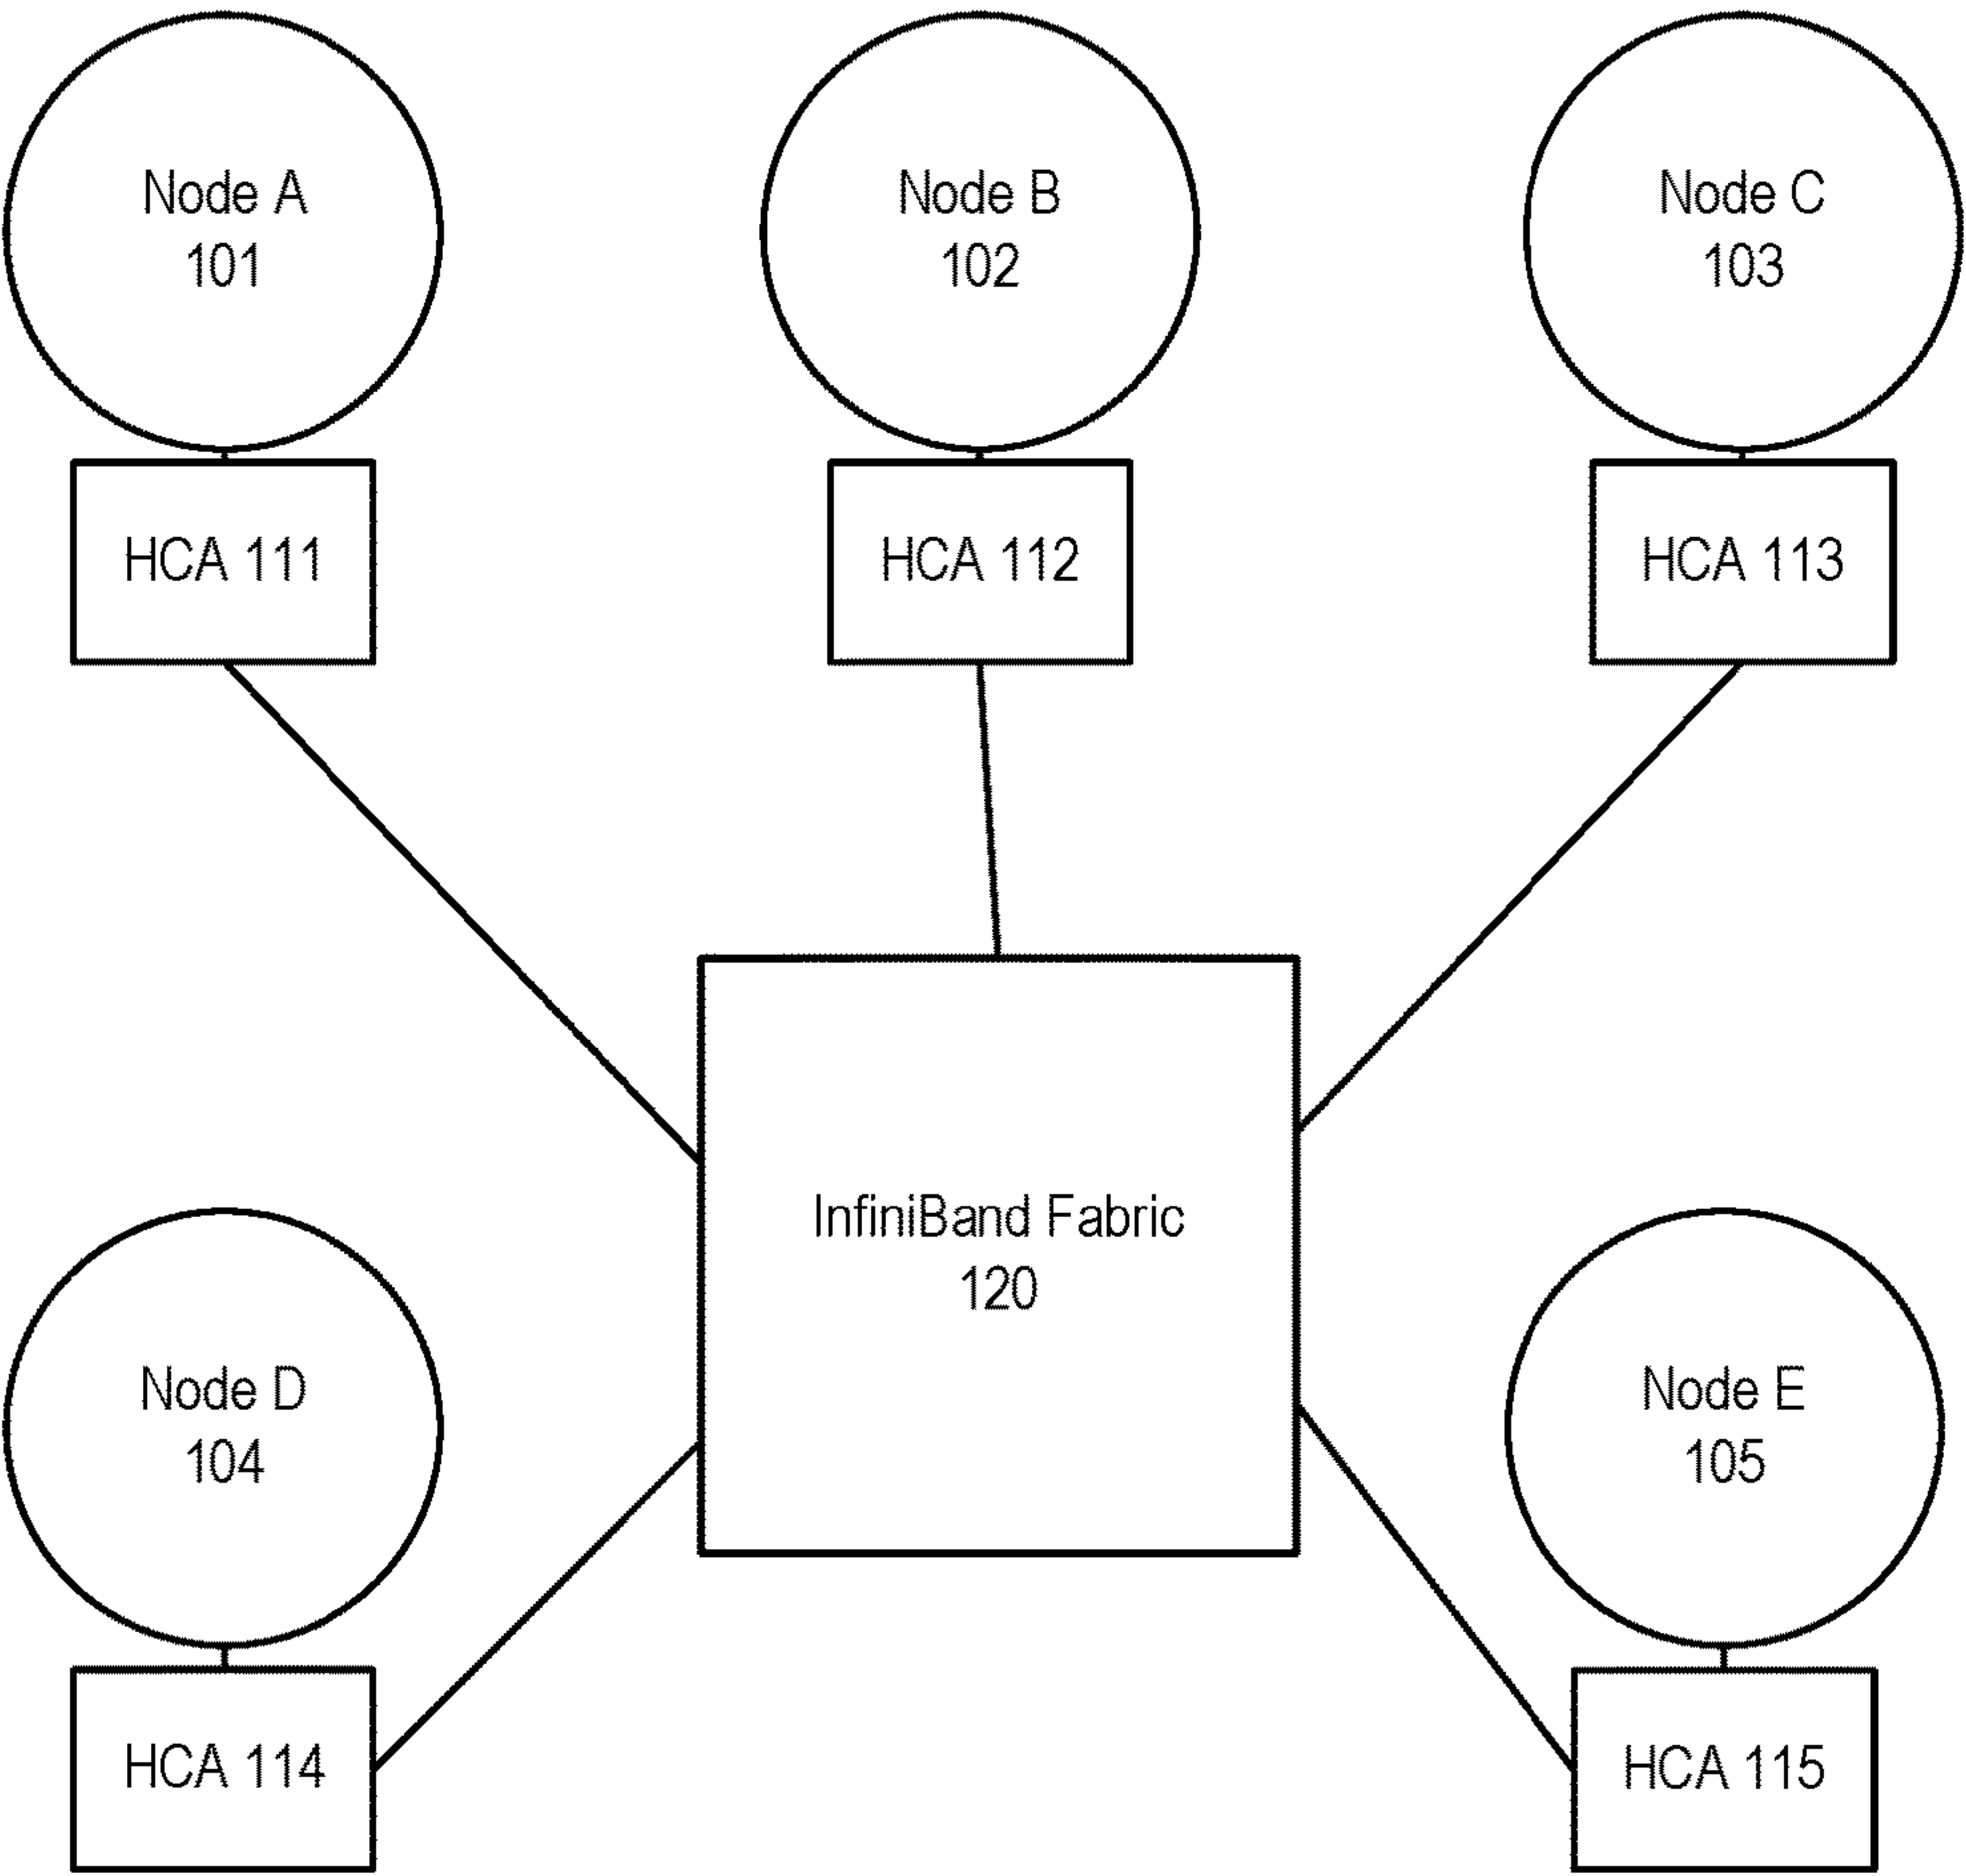 Node A
101
Node B
102
Node C
103
HCA 111
HCA 112
HCA 113
InfiniBand Fabric
120
Node D
104
Node E
105
HCA 114
HCA 115